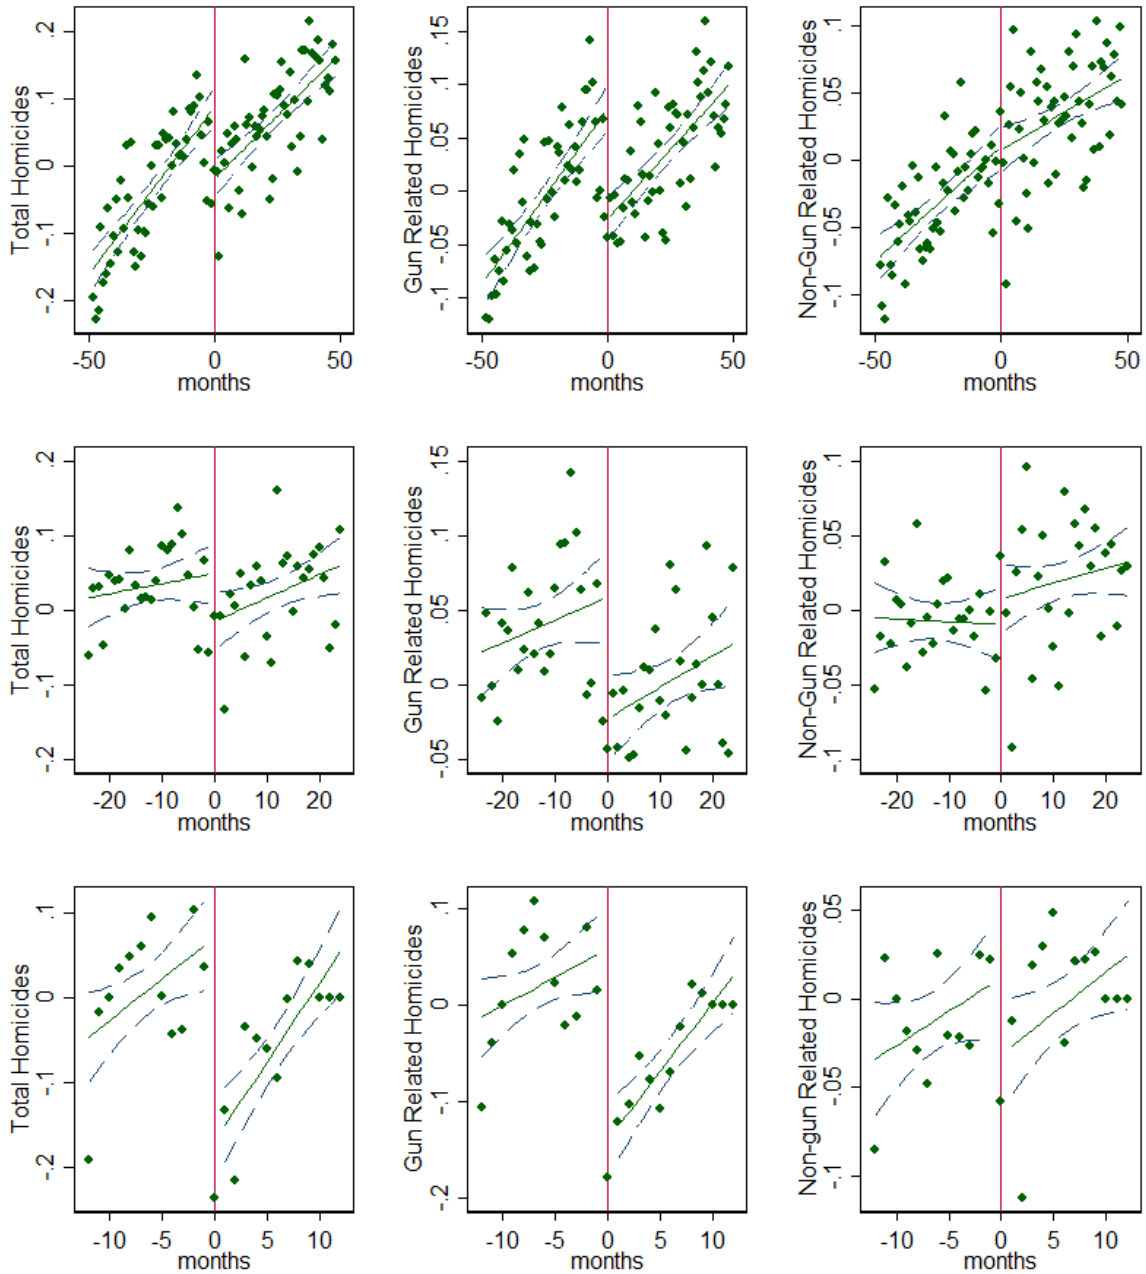 Total Homicides
.2
.1
0
-.1
-.2
-50 0 50
months
Gun Related Homicides
.15
.1
.05
0
-.05
-.1
-50 0 50
months
Non-Gun Related Homicides
.1
.05
0
-.05
-.1
-50 0 50
months
Total Homicides
.2
.1
0
-.1
-.2
-20 -10 0 10 20
months
Gun Related Homicides
.15
.1
.05
0
-.05
-20 -10 0 10 20
months
Non-Gun Related Homicides
.1
.05
0
-.05
-.1
-20 -10 0 10 20
months
Total Homicides
.1
0
-.1
-.2
-10 -5 0 5 10
months
Gun Related Homicides
.1
0
-.1
-.2
-10 -5 0 5 10
months
Non-gun Related Homicides
.05
0
-.05
-.1
-10 -5 0 5 10
months